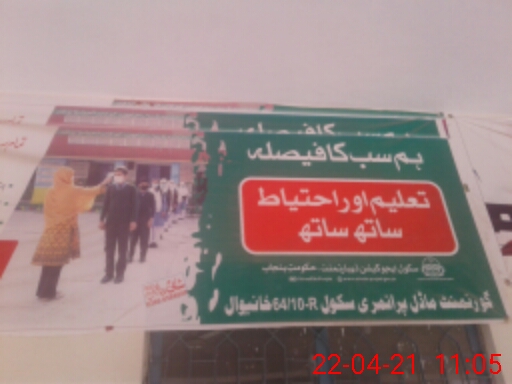 ہم سب کا فیصلہ
تعلیم اور احتیاط
ساتھ ساتھ
سکول ایجوکیشن ڈیپارٹمنٹ حکومت پنجاب
گورنمنٹ ماڈل پرائمری سکول 64/10-R خانیوال
22-04-21 11:05